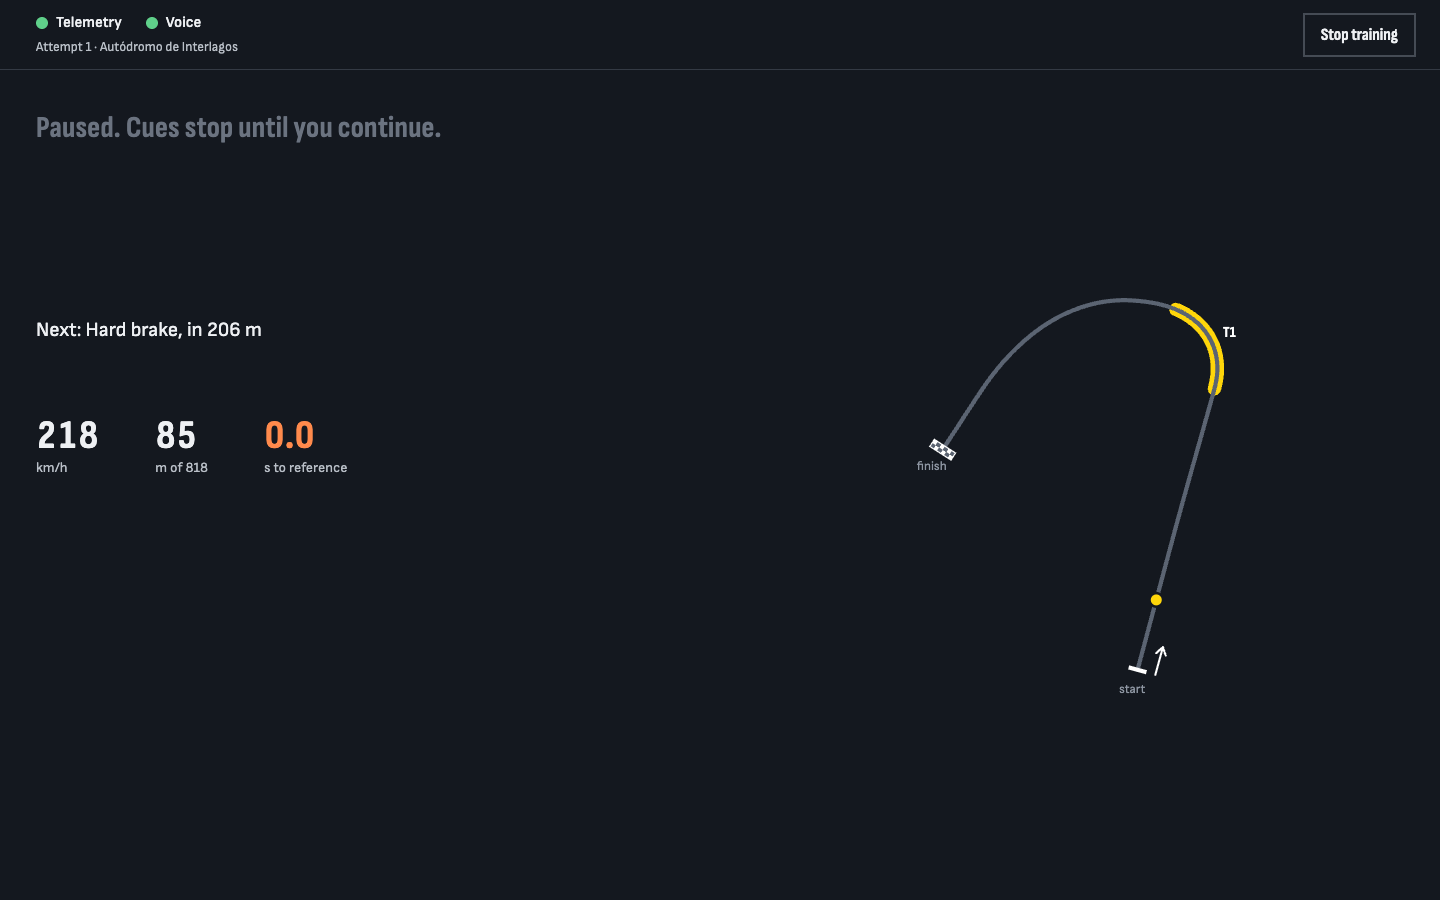 Telemetry
Voice
Attempt 1 · Autódromo de Interlagos
Stop training
Paused. Cues stop until you continue.
Next: Hard brake, in 206 m
218
km/h
85
m of 818
0.0
s to reference
T1
finish
start